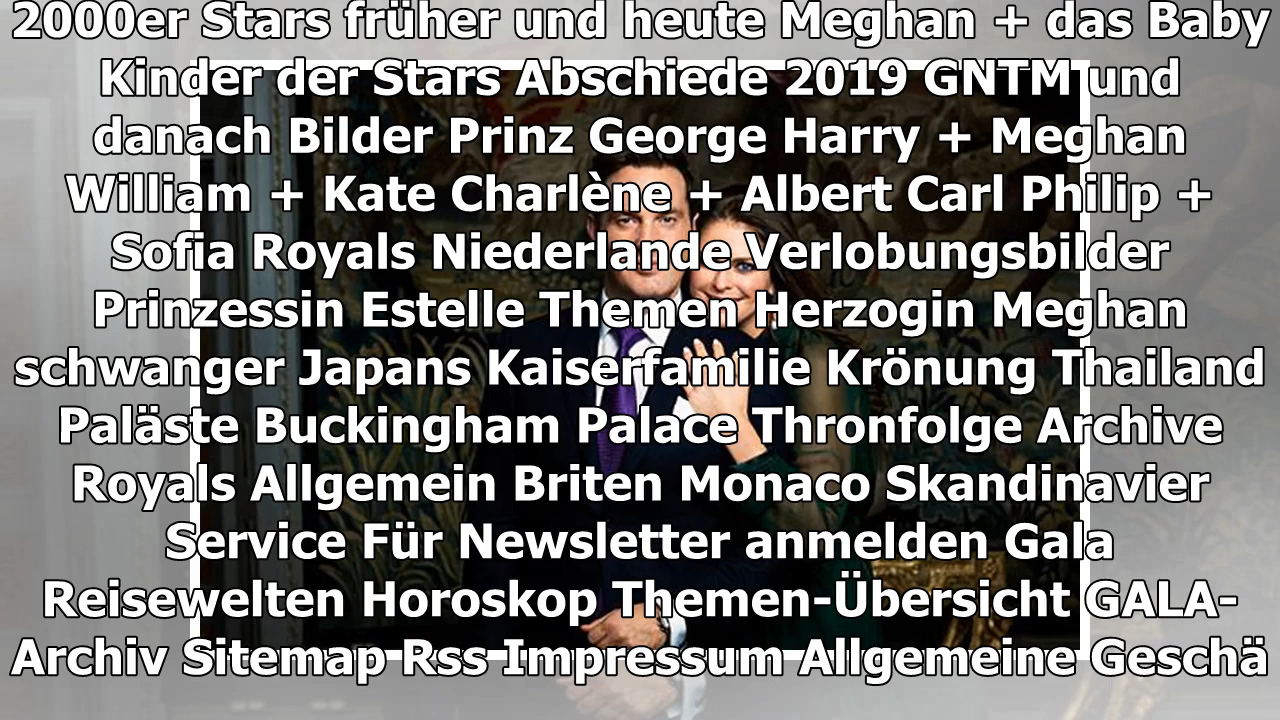 2000er Stars früher und heute Meghan + das Baby
Kinder der Stars Abschiede 2019 GNTM und
danach Bilder Prinz George Harry + Meghan
William + Kate Charlène + Albert Carl Philip +
Sofia Royals Niederlande Verlobungsbilder
Prinzessin Estelle Themen Herzogin Meghan
schwanger Japans Kaiserfamilie Krönung Thailand
Paläste Buckingham Palace Thronfolge Archive
Royals Allgemein Briten Monaco Skandinavier
Service Für Newsletter anmelden Gala
Reisewelten Horoskop Themen-Übersicht GALA-
Archiv Sitemap Rss Impressum Allgemeine Geschä